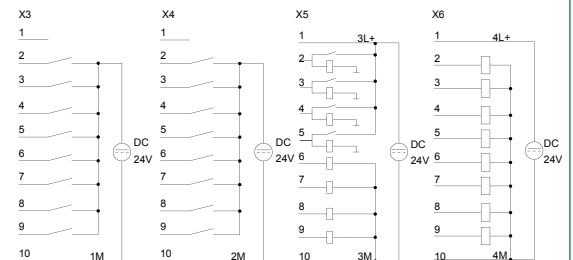 X3 X4 X5 X6
1 1 1 3L+ 1 4L+
2 2 2 2
3 3 3 3
4 4 4 4
5 5 5 5
DC DC DC DC
24V 24V 24V 24V
6 6 6 6
7 7 7 7
8 8 8 8
9 9 9 9
10 1M 10 2M 10 3M 10 4M